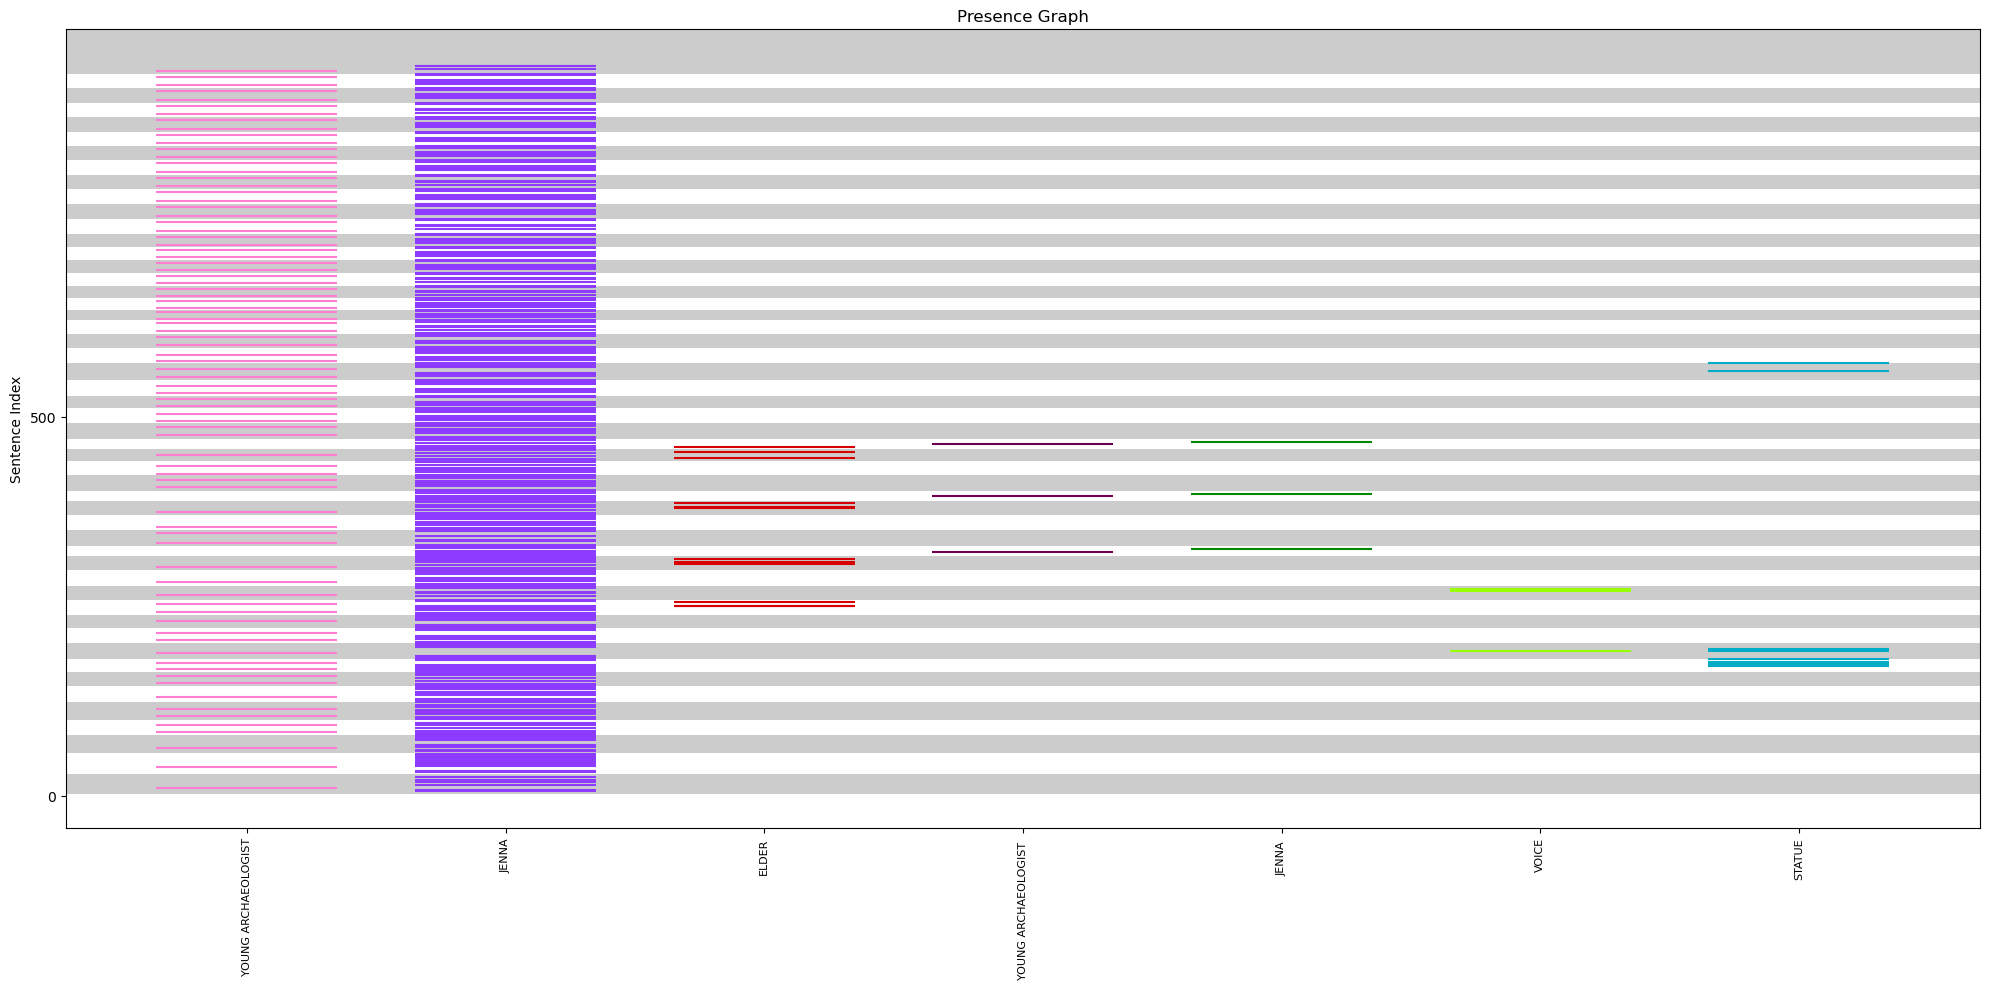 Presence Graph
Sentence Index
500
0
YOUNG ARCHAEOLOGIST
JENNA
ELDER
YOUNG ARCHAEOLOGIST
JENNA
VOICE
STATUE